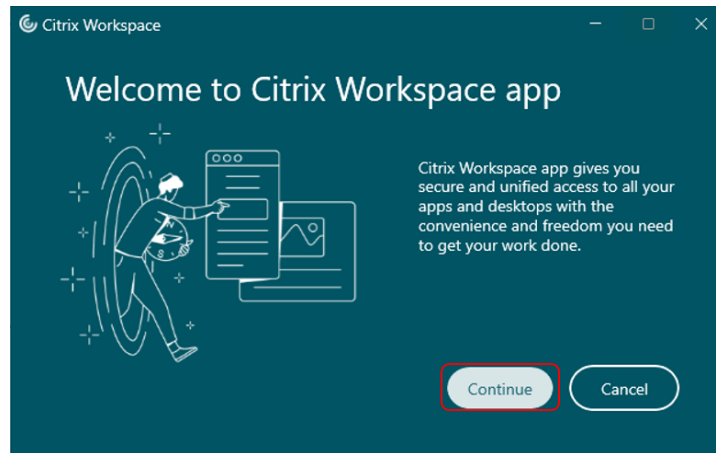 Citrix Workspace
Welcome to Citrix Workspace app
Citrix Workspace app gives you
secure and unified access to all your
apps and desktops with the
convenience and freedom you need
to get your work done.
N
S
Continue
Cancel